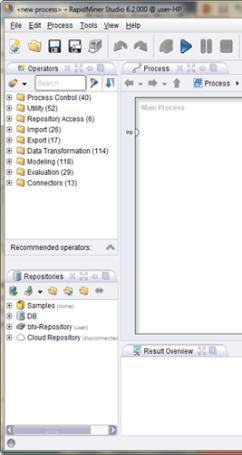 <new process> – RapidMiner Studio 6.2.000 @ user-HP
File Edit Process Tools View Help
Operators
Process
Search
Process
Process Control (40)
Utility (52)
Repository Access (6)
Import (26)
Export (17)
Data Transformation (114)
Modeling (118)
Evaluation (29)
Connectors (13)
Main Process
inp
Recommended operators:
Repositories
Samples (none)
DB
bhi-Repository (user)
Cloud Repository (disconnected
Result Overview